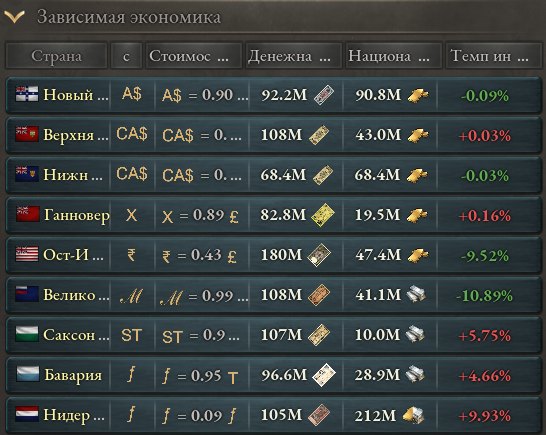 Зависимая экономика
Страна с Стоимос ... Денежна ... Национа ... Темп ин ...
Новый ... A$ A$ = 0.90 ... 92.2M 90.8M -0.09%
Верхня ... CA$ CA$ = 0. ... 108M 43.0M +0.03%
Нижн ... CA$ CA$ = 0. ... 68.4M 68.4M -0.03%
Ганновер X X = 0.89 £ 82.8M 19.5M +0.16%
Ост-И ... ₹ ₹ = 0.43 £ 180M 47.4M -9.52%
Велико ... ℳ ℳ = 0.99 ... 108M 41.1M -10.89%
Саксон ... ST ST = 0.9 ... 107M 10.0M +5.75%
Бавария ƒ ƒ = 0.95 T 96.6M 28.9M +4.66%
Нидер ... ƒ ƒ = 0.09 ƒ 105M 212M +9.93%